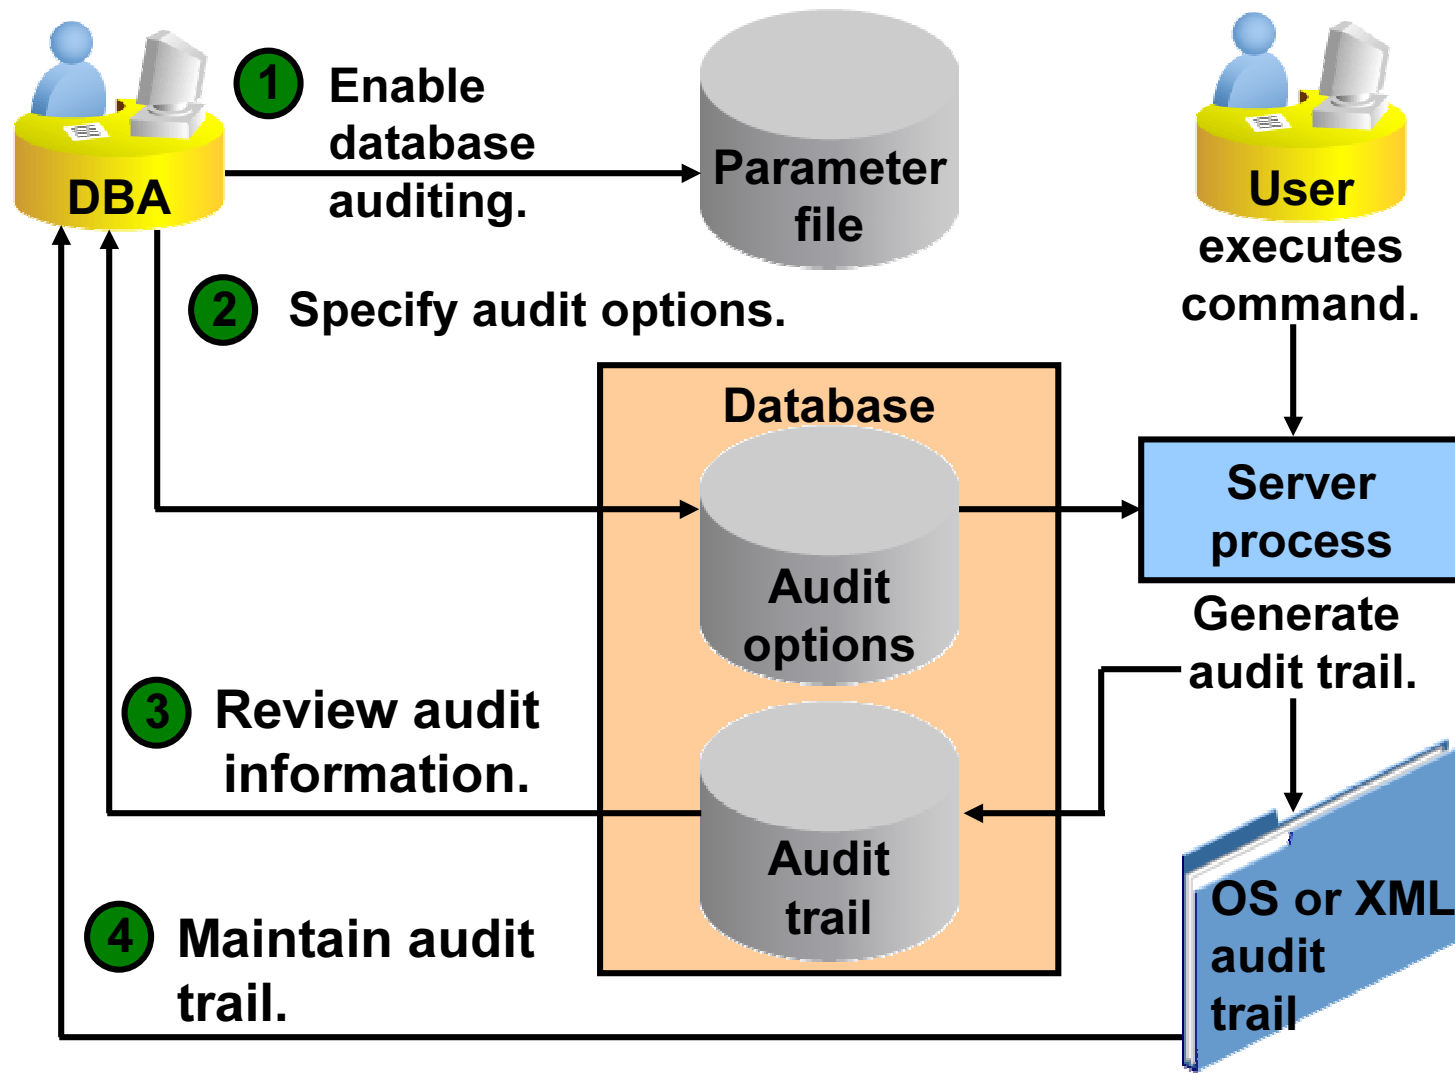 DBA
1
Enable
database
auditing.
Parameter
file
User
executes
command.
2
Specify audit options.
Database
Audit
options
Server
process
Generate
audit trail.
3
Review audit
information.
Audit
trail
4
Maintain audit
trail.
OS or XML
audit
trail